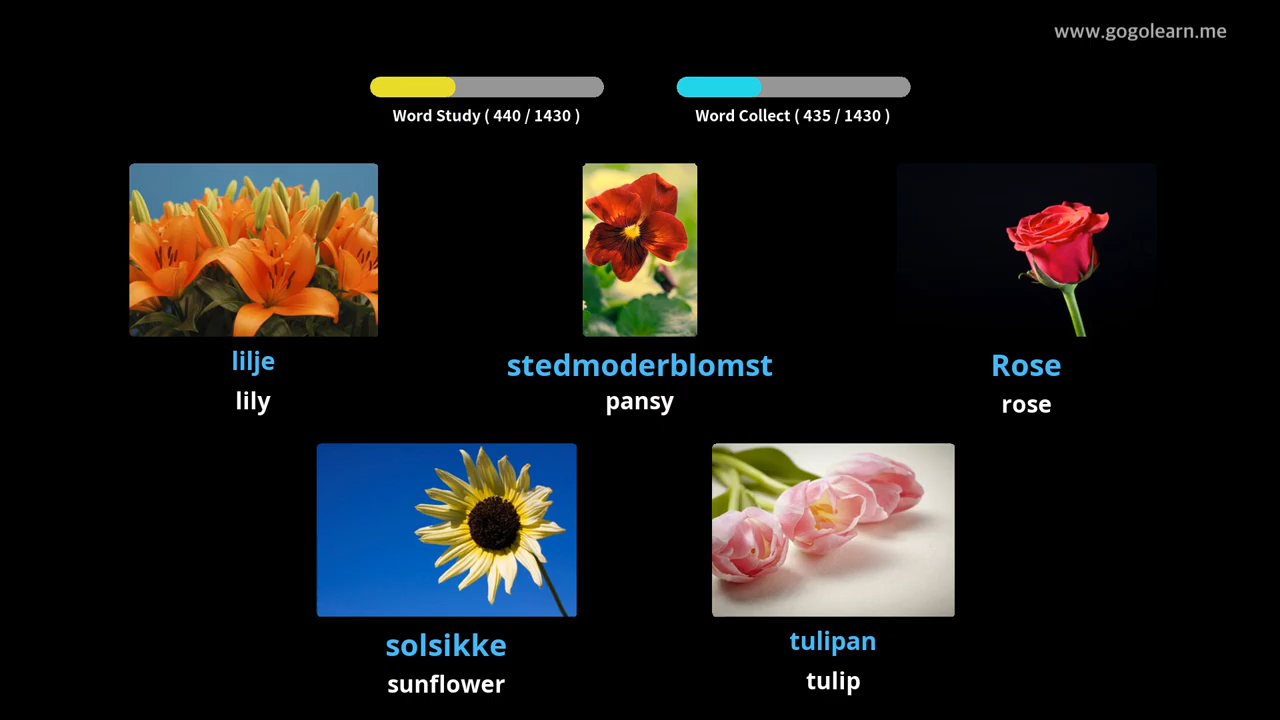 www.gogolearn.me
Word Study ( 440 / 1430 )
Word Collect ( 435 / 1430 )
lilje
lily
stedmoderblomst
pansy
Rose
rose
solsikke
sunflower
tulipan
tulip